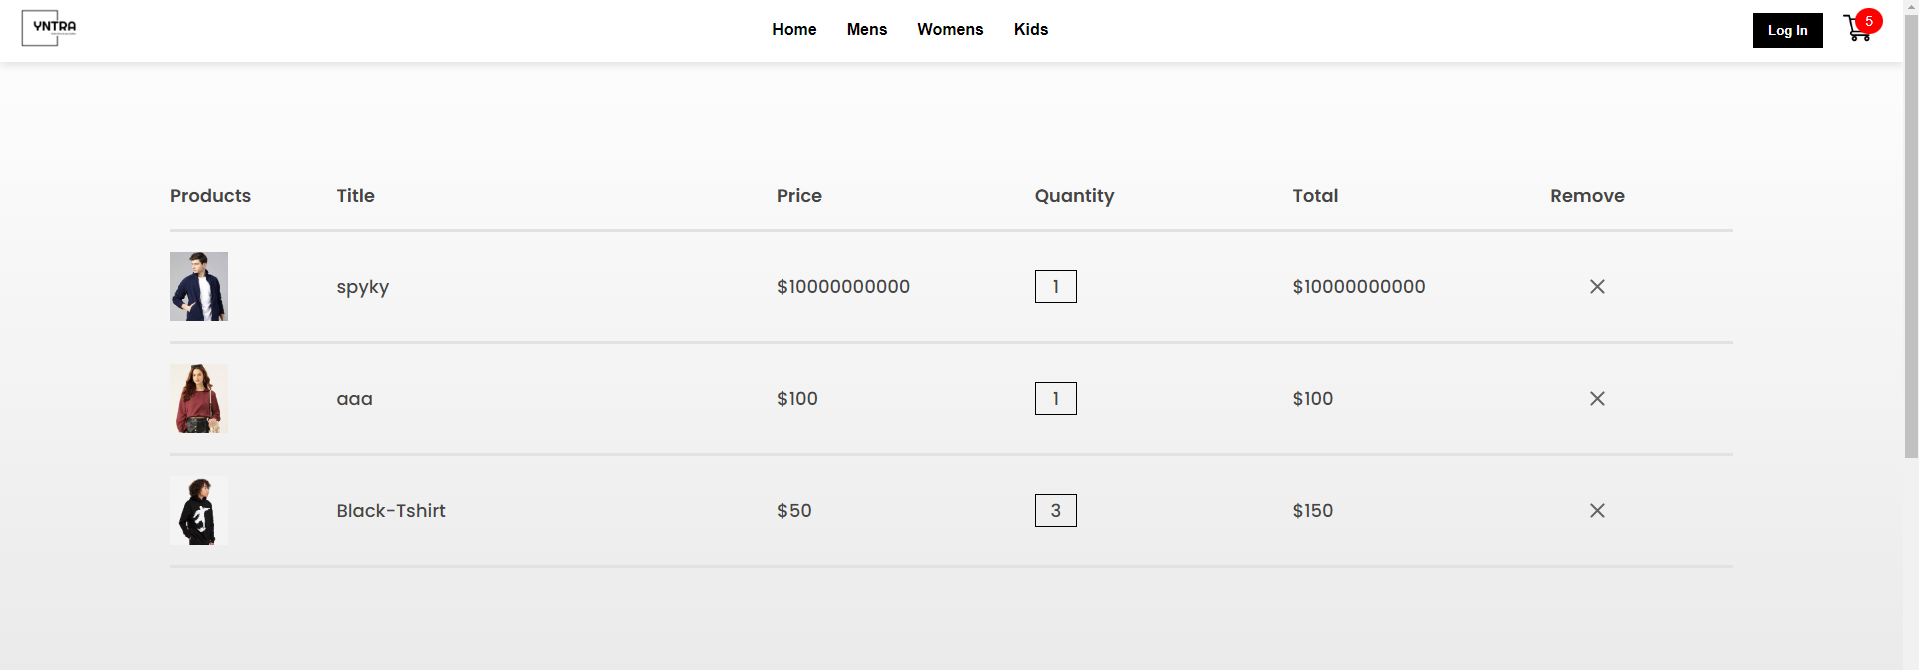 YNTRA
Home Mens Womens Kids
Log In
5
Products Title Price Quantity Total Remove
spyky $10000000000 1 $10000000000
aaa $100 1 $100
Black-Tshirt $50 3 $150